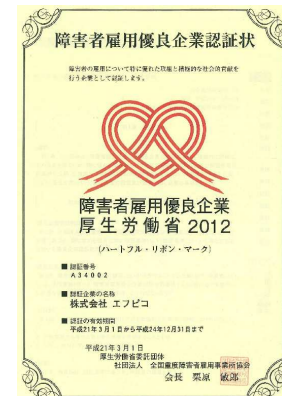 障害者雇用優良企業認証状
障害者の雇用について特に優れた取組と積極的な社会的貢献を
行う企業として認証します。
障害者雇用優良企業
厚生労働省 2012
(ハートフル・リボン・マーク)
■ 認証番号
A34002
■ 認証企業の名称
株式会社 エフピコ
■ 認証の有効期間
平成21年3月1日から平成24年12月31日まで
平成21年3月1日
厚生労働省委託団体
社団法人 全国重度障害者雇用事業所協会
会長 栗原 敏郎